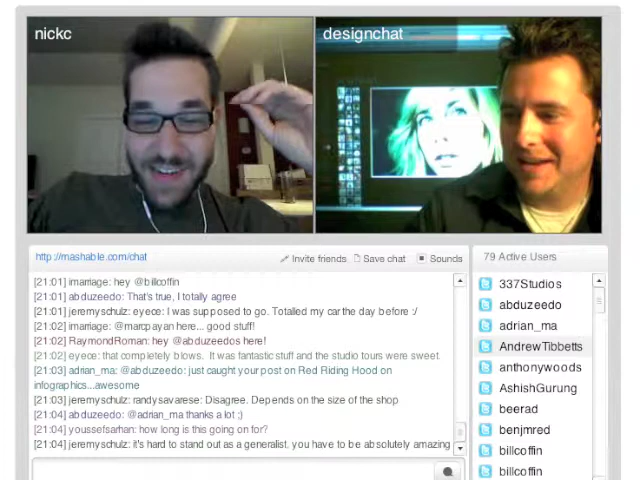 nickc
designchat
http://mashable.com/chat
Invite friends
Save chat
Sounds
79 Active Users
[21:01] imarriage: hey @billcoffin
[21:01] abduzeedo: That's true, I totally agree
[21:01] jeremyschulz: eyece: I was supposed to go. Totalled my car the day before :/
[21:02] imarriage: @marcpayan here... good stuff!
[21:02] RaymondRoman: hey @abduzeedos here!
[21:02] eyece: that completely blows. It was fantastic stuff and the studio tours were sweet.
[21:03] adrian_ma: @abduzeedo: just caught your post on Red Riding Hood on
infographics...awesome
[21:03] jeremyschulz: randysavarese: Disagree. Depends on the size of the shop
[21:04] abduzeedo: @adrian_ma thanks a lot ;)
[21:04] youssefsarhan: how long is this going on for?
[21:04] jeremyschulz: it's hard to stand out as a generalist. you have to be absolutely amazing
337Studios
abduzeedo
adrian_ma
AndrewTibbetts
anthonywoods
AshishGurung
beerad
benjmred
billcoffin
billcoffin